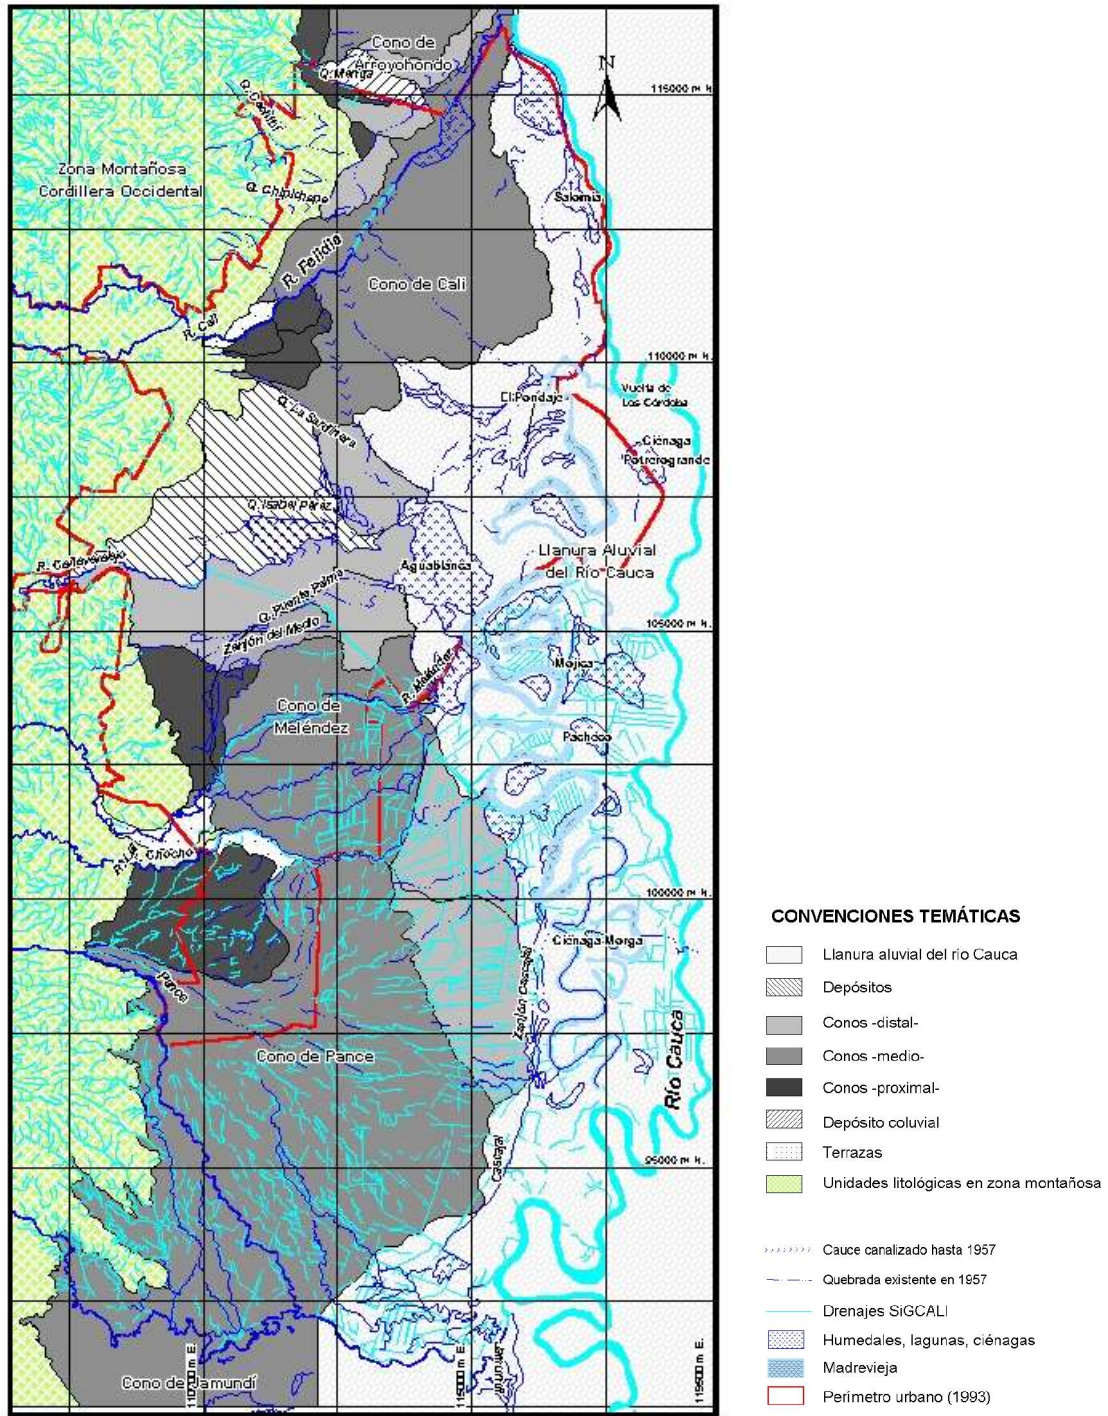 Cono de
Arroyohondo
N
115000 m N.
Zona Montañosa
Cordillera Occidental
Q. Chipichape
Salomia
R. Felidia
Cono de Cali
R. Cali
110000 m N.
El Pondaje
Vuelta de
Los Córdoba
Ciénaga
Potrerogrande
Q. Isabel Pérez
R. Cañaveralejo
Aguablanca
Llanura Aluvial
del Río Cauca
Q. Puente Palma
Zanjón del Medio
105000 m N.
Mojica
R. Meléndez
Cono de
Meléndez
Pacheco
R. Lili
Chocho
100000 m N.
Ciénaga Morga
Pance
Zanjón Cascajal
Río Cauca
Cono de Pance
Cascajal
95000 m N.
Jamundí
Cono de Jamundí
110000 m E.
115000 m E.
CONVENCIONES TEMÁTICAS
Llanura aluvial del río Cauca
Depósitos
Conos -distal-
Conos -medio-
Conos -proximal-
Depósito coluvial
Terrazas
Unidades litológicas en zona montañosa
Cauce canalizado hasta 1957
Quebrada existente en 1957
Drenajes SIGCALI
Humedales, lagunas, ciénagas
Madrevieja
Perímetro urbano (1993)